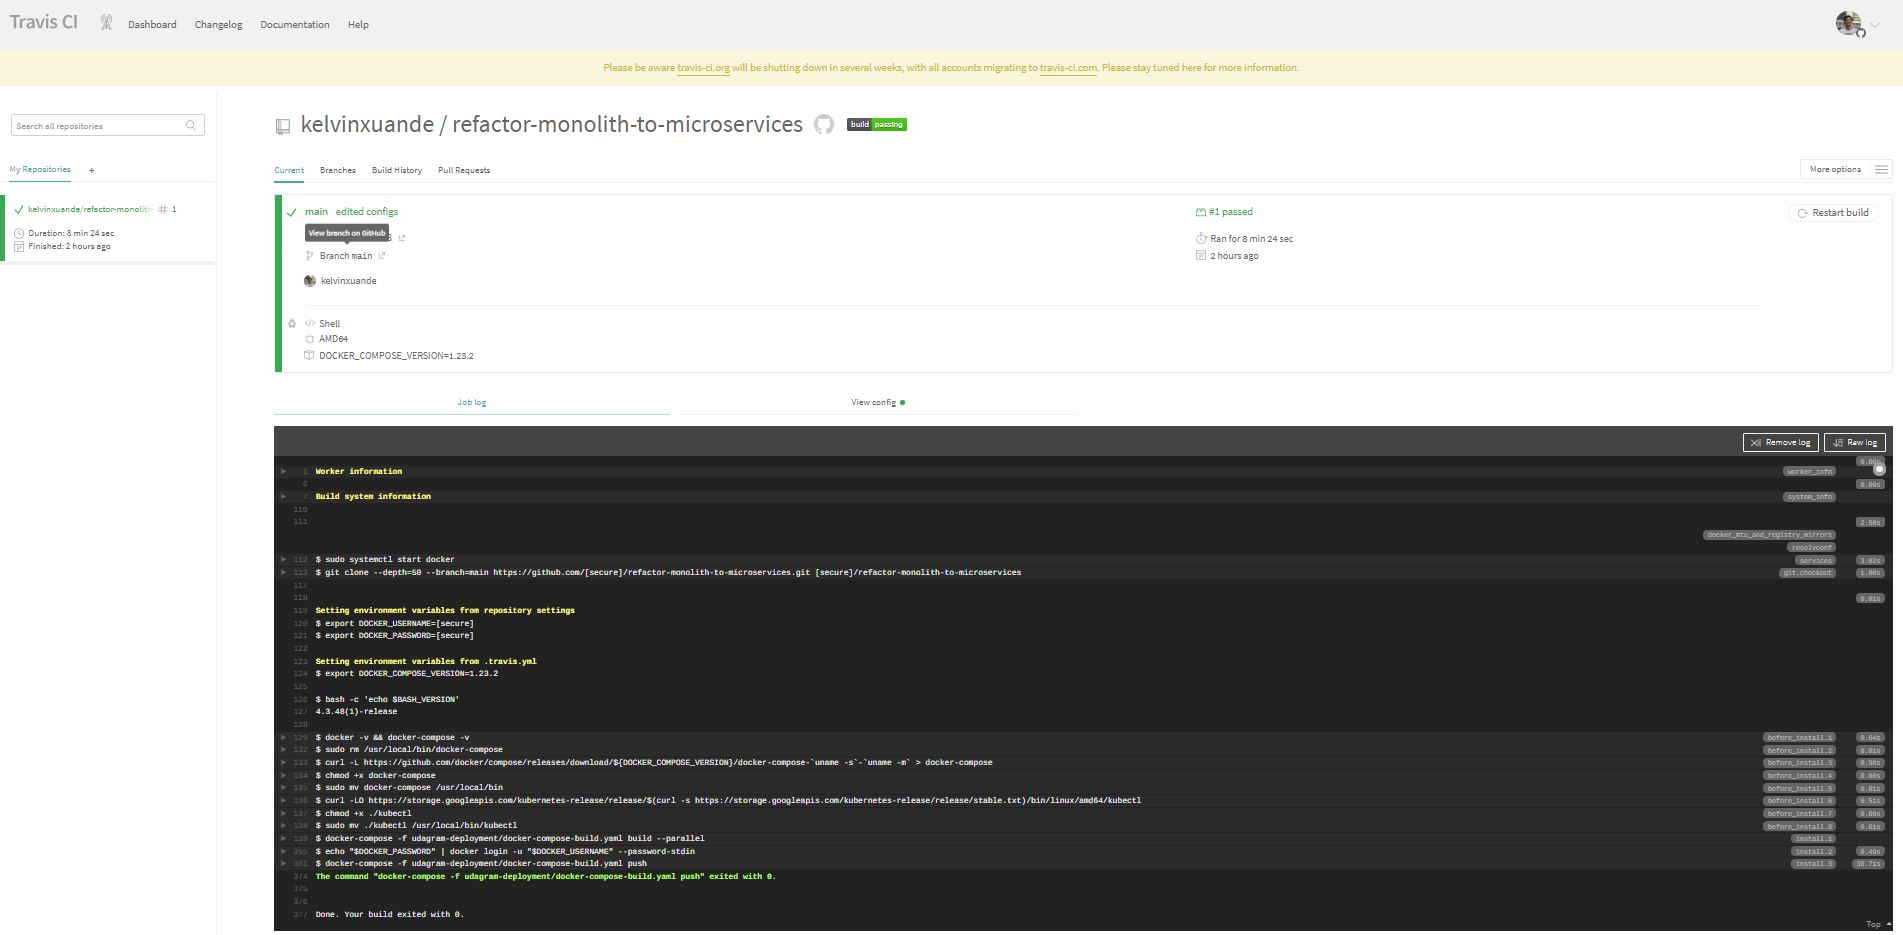 Travis CI
Dashboard Changelog Documentation Help
Please be aware travis-ci.org will be shutting down in several weeks, with all accounts migrating to travis-ci.com. Please stay tuned here for more information.
Search all repositories
My Repositories +
kelvinxuande/refactor-monolith # 1
Duration: 8 min 24 sec
Finished: 2 hours ago
kelvinxuande / refactor-monolith-to-microservices build passing
Current Branches Build History Pull Requests
More options
main edited configs
#1 passed
Restart build
View branch on GitHub
Ran for 8 min 24 sec
Branch main
2 hours ago
kelvinxuande
Shell
AMD64
DOCKER_COMPOSE_VERSION=1.23.2
Job log
View config
Remove log Raw log
1 Worker information worker_info
6 0.00s
7 Build system information system_info
110
111 2.58s
docker_mtu_and_registry_mirrors
resolvconf
112 $ sudo systemctl start docker services 3.02s
113 $ git clone --depth=50 --branch=main https://github.com/[secure]/refactor-monolith-to-microservices.git [secure]/refactor-monolith-to-microservices git.checkout
117
118 0.01s
119 Setting environment variables from repository settings
120 $ export DOCKER_USERNAME=[secure]
121 $ export DOCKER_PASSWORD=[secure]
122
123 Setting environment variables from .travis.yml
124 $ export DOCKER_COMPOSE_VERSION=1.23.2
125
126 $ bash -c 'echo $BASH_VERSION'
127 4.3.48(1)-release
128
129 $ docker -v && docker-compose -v before_install.1 0.64s
132 $ sudo rm /usr/local/bin/docker-compose before_install.2 0.01s
133 $ curl -L https://github.com/docker/compose/releases/download/${DOCKER_COMPOSE_VERSION}/docker-compose-`uname -s`-`uname -m` > docker-compose before_install.3 0.98s
134 $ chmod +x docker-compose before_install.4 0.00s
135 $ sudo mv docker-compose /usr/local/bin before_install.5 0.01s
136 $ curl -LO https://storage.googleapis.com/kubernetes-release/release/$(curl -s https://storage.googleapis.com/kubernetes-release/release/stable.txt)/bin/linux/amd64/kubectl before_install.6 0.51s
137 $ chmod +x ./kubectl before_install.7 0.00s
138 $ sudo mv ./kubectl /usr/local/bin/kubectl before_install.8 0.01s
139 $ docker-compose -f udagram-deployment/docker-compose-build.yaml build --parallel install.1
355 $ echo "$DOCKER_PASSWORD" | docker login -u "$DOCKER_USERNAME" --password-stdin install.2 0.49s
361 $ docker-compose -f udagram-deployment/docker-compose-build.yaml push install.3 38.71s
374 The command "docker-compose -f udagram-deployment/docker-compose-build.yaml push" exited with 0.
375
376
377 Done. Your build exited with 0.
Top